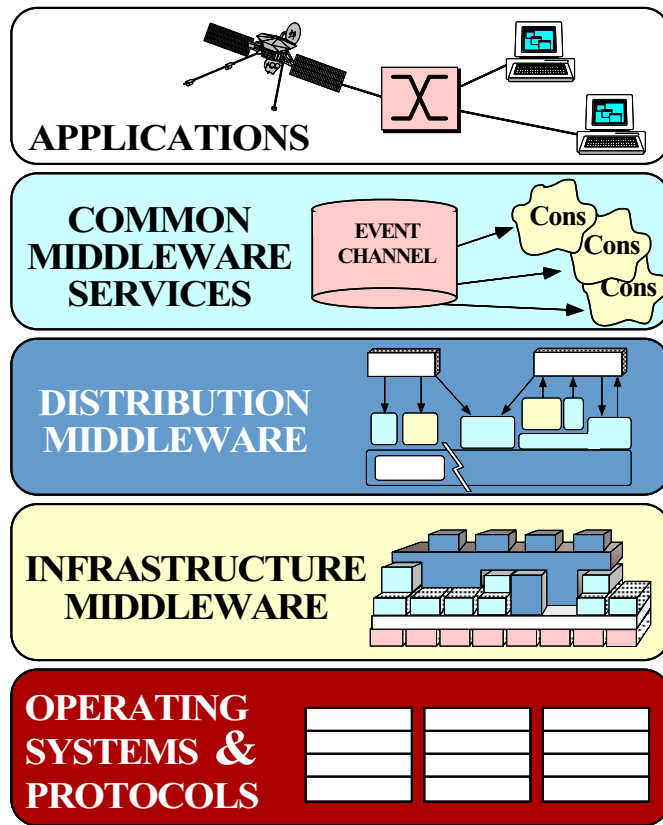 APPLICATIONS
COMMON
MIDDLEWARE
SERVICES
EVENT
CHANNEL
Cons
Cons
Cons
DISTRIBUTION
MIDDLEWARE
INFRASTRUCTURE
MIDDLEWARE
OPERATING
SYSTEMS &
PROTOCOLS